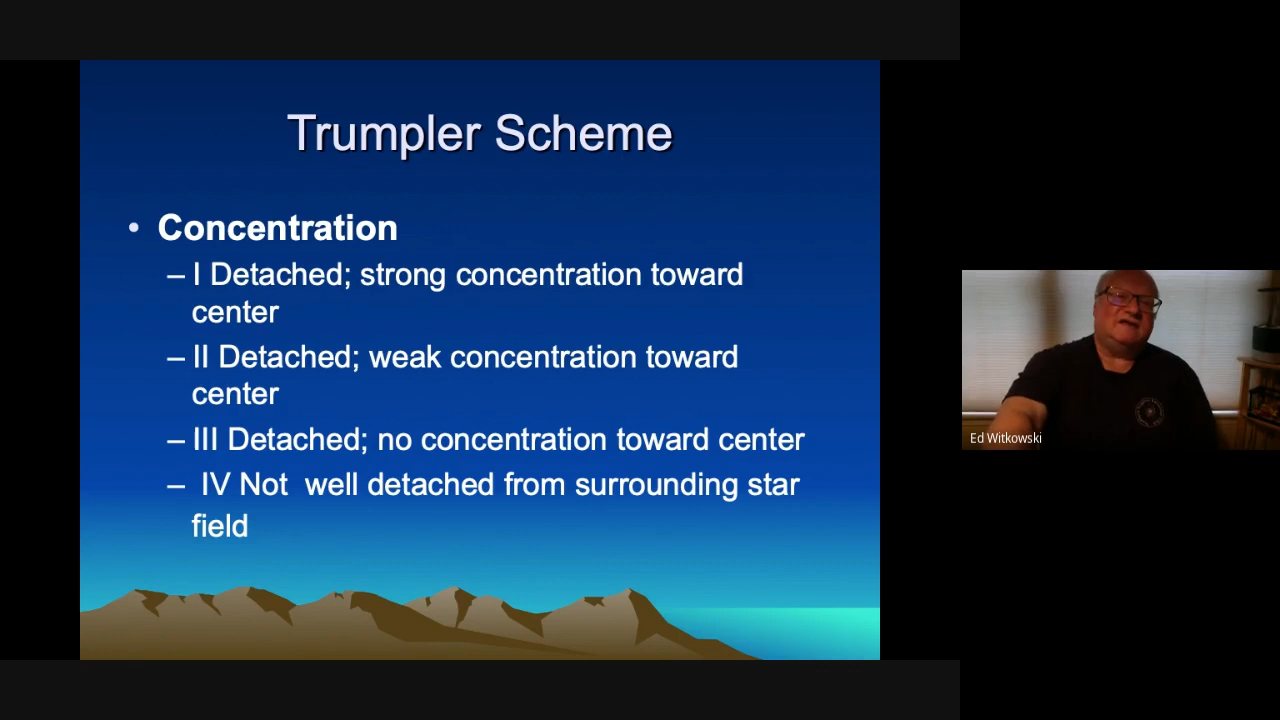 Trumpler Scheme
• Concentration
– I Detached; strong concentration toward
center
– II Detached; weak concentration toward
center
– III Detached; no concentration toward center
– IV Not  well detached from surrounding star
field
Ed Witkowski